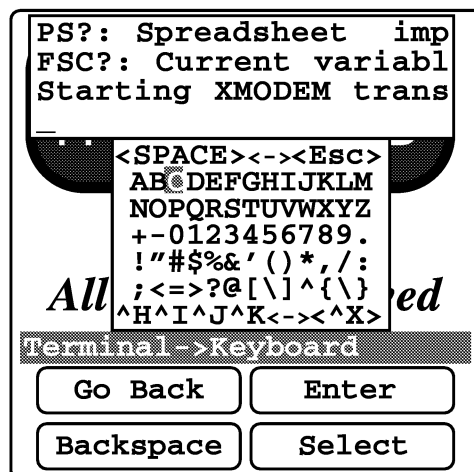 PS?: Spreadsheet imp
FSC?: Current variabl
Starting XMODEM trans
_
<SPACE><-><Esc>
ABCDEFGHIJKLM
NOPQRSTUVWXYZ
+-0123456789.
!"#$%&'()*,/:
;<=>?@[\]^{\}
^H^I^J^K<-><^X>
All ed
Terminal->Keyboard
Go Back Enter
Backspace Select